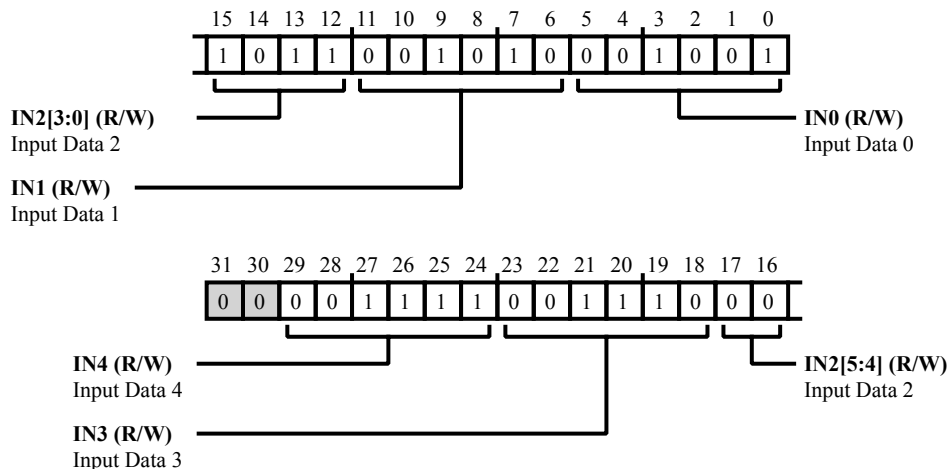 15 14 13 12 11 10 9 8 7 6 5 4 3 2 1 0
1 0 1 1 0 0 1 0 1 0 0 0 1 0 0 1
IN2[3:0] (R/W)
Input Data 2
IN0 (R/W)
Input Data 0
IN1 (R/W)
Input Data 1
31 30 29 28 27 26 25 24 23 22 21 20 19 18 17 16
0 0 0 0 1 1 1 1 0 0 1 1 1 0 0 0
IN4 (R/W)
Input Data 4
IN2[5:4] (R/W)
Input Data 2
IN3 (R/W)
Input Data 3